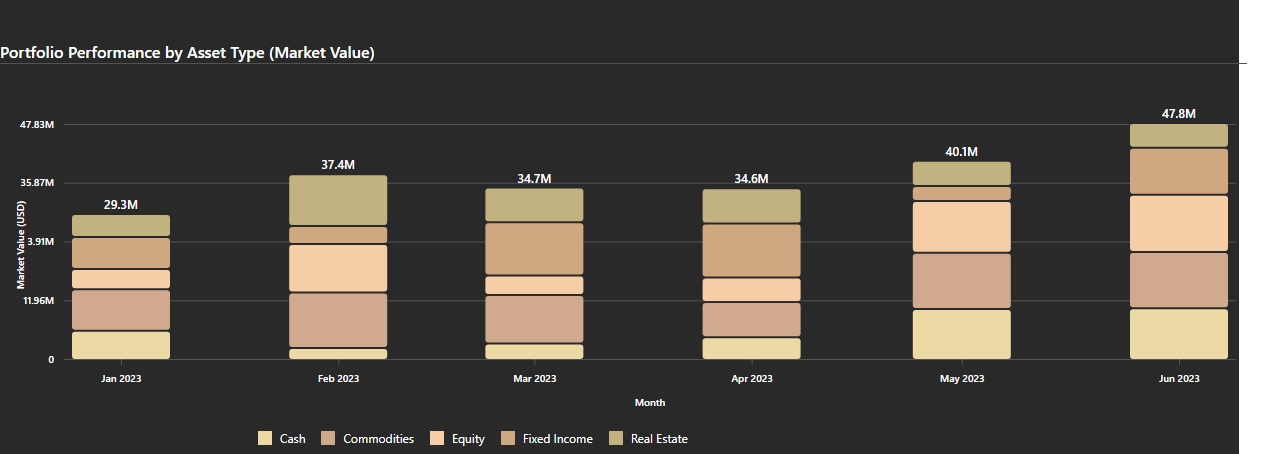 Portfolio Performance by Asset Type (Market Value)
47.83M
35.87M
3.91M
11.96M
0
Market Value (USD)
29.3M
37.4M
34.7M
34.6M
40.1M
47.8M
Jan 2023
Feb 2023
Mar 2023
Apr 2023
May 2023
Jun 2023
Month
Cash
Commodities
Equity
Fixed Income
Real Estate